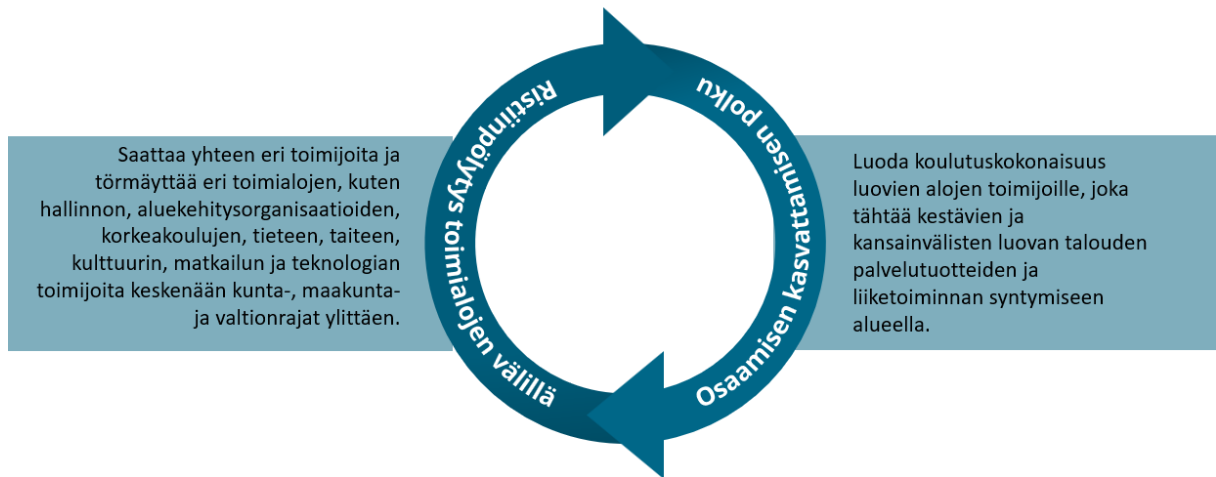 Saattaa yhteen eri toimijoita ja
törmäyttää eri toimialojen, kuten
hallinnon, aluekehitysorganisaatioiden,
korkeakoulujen, tieteen, taiteen,
kulttuurin, matkailun ja teknologian
toimijoita keskenään kunta-, maakunta-
ja valtionrajat ylittäen.
Ristiinpölytys toimialojen välillä
Osaamisen kasvattamisen polku
Luoda koulutuskokonaisuus
luovien alojen toimijoille, joka
tähtää kestävien ja
kansainvälisten luovan talouden
palvelutuotteiden ja
liiketoiminnan syntymiseen
alueella.